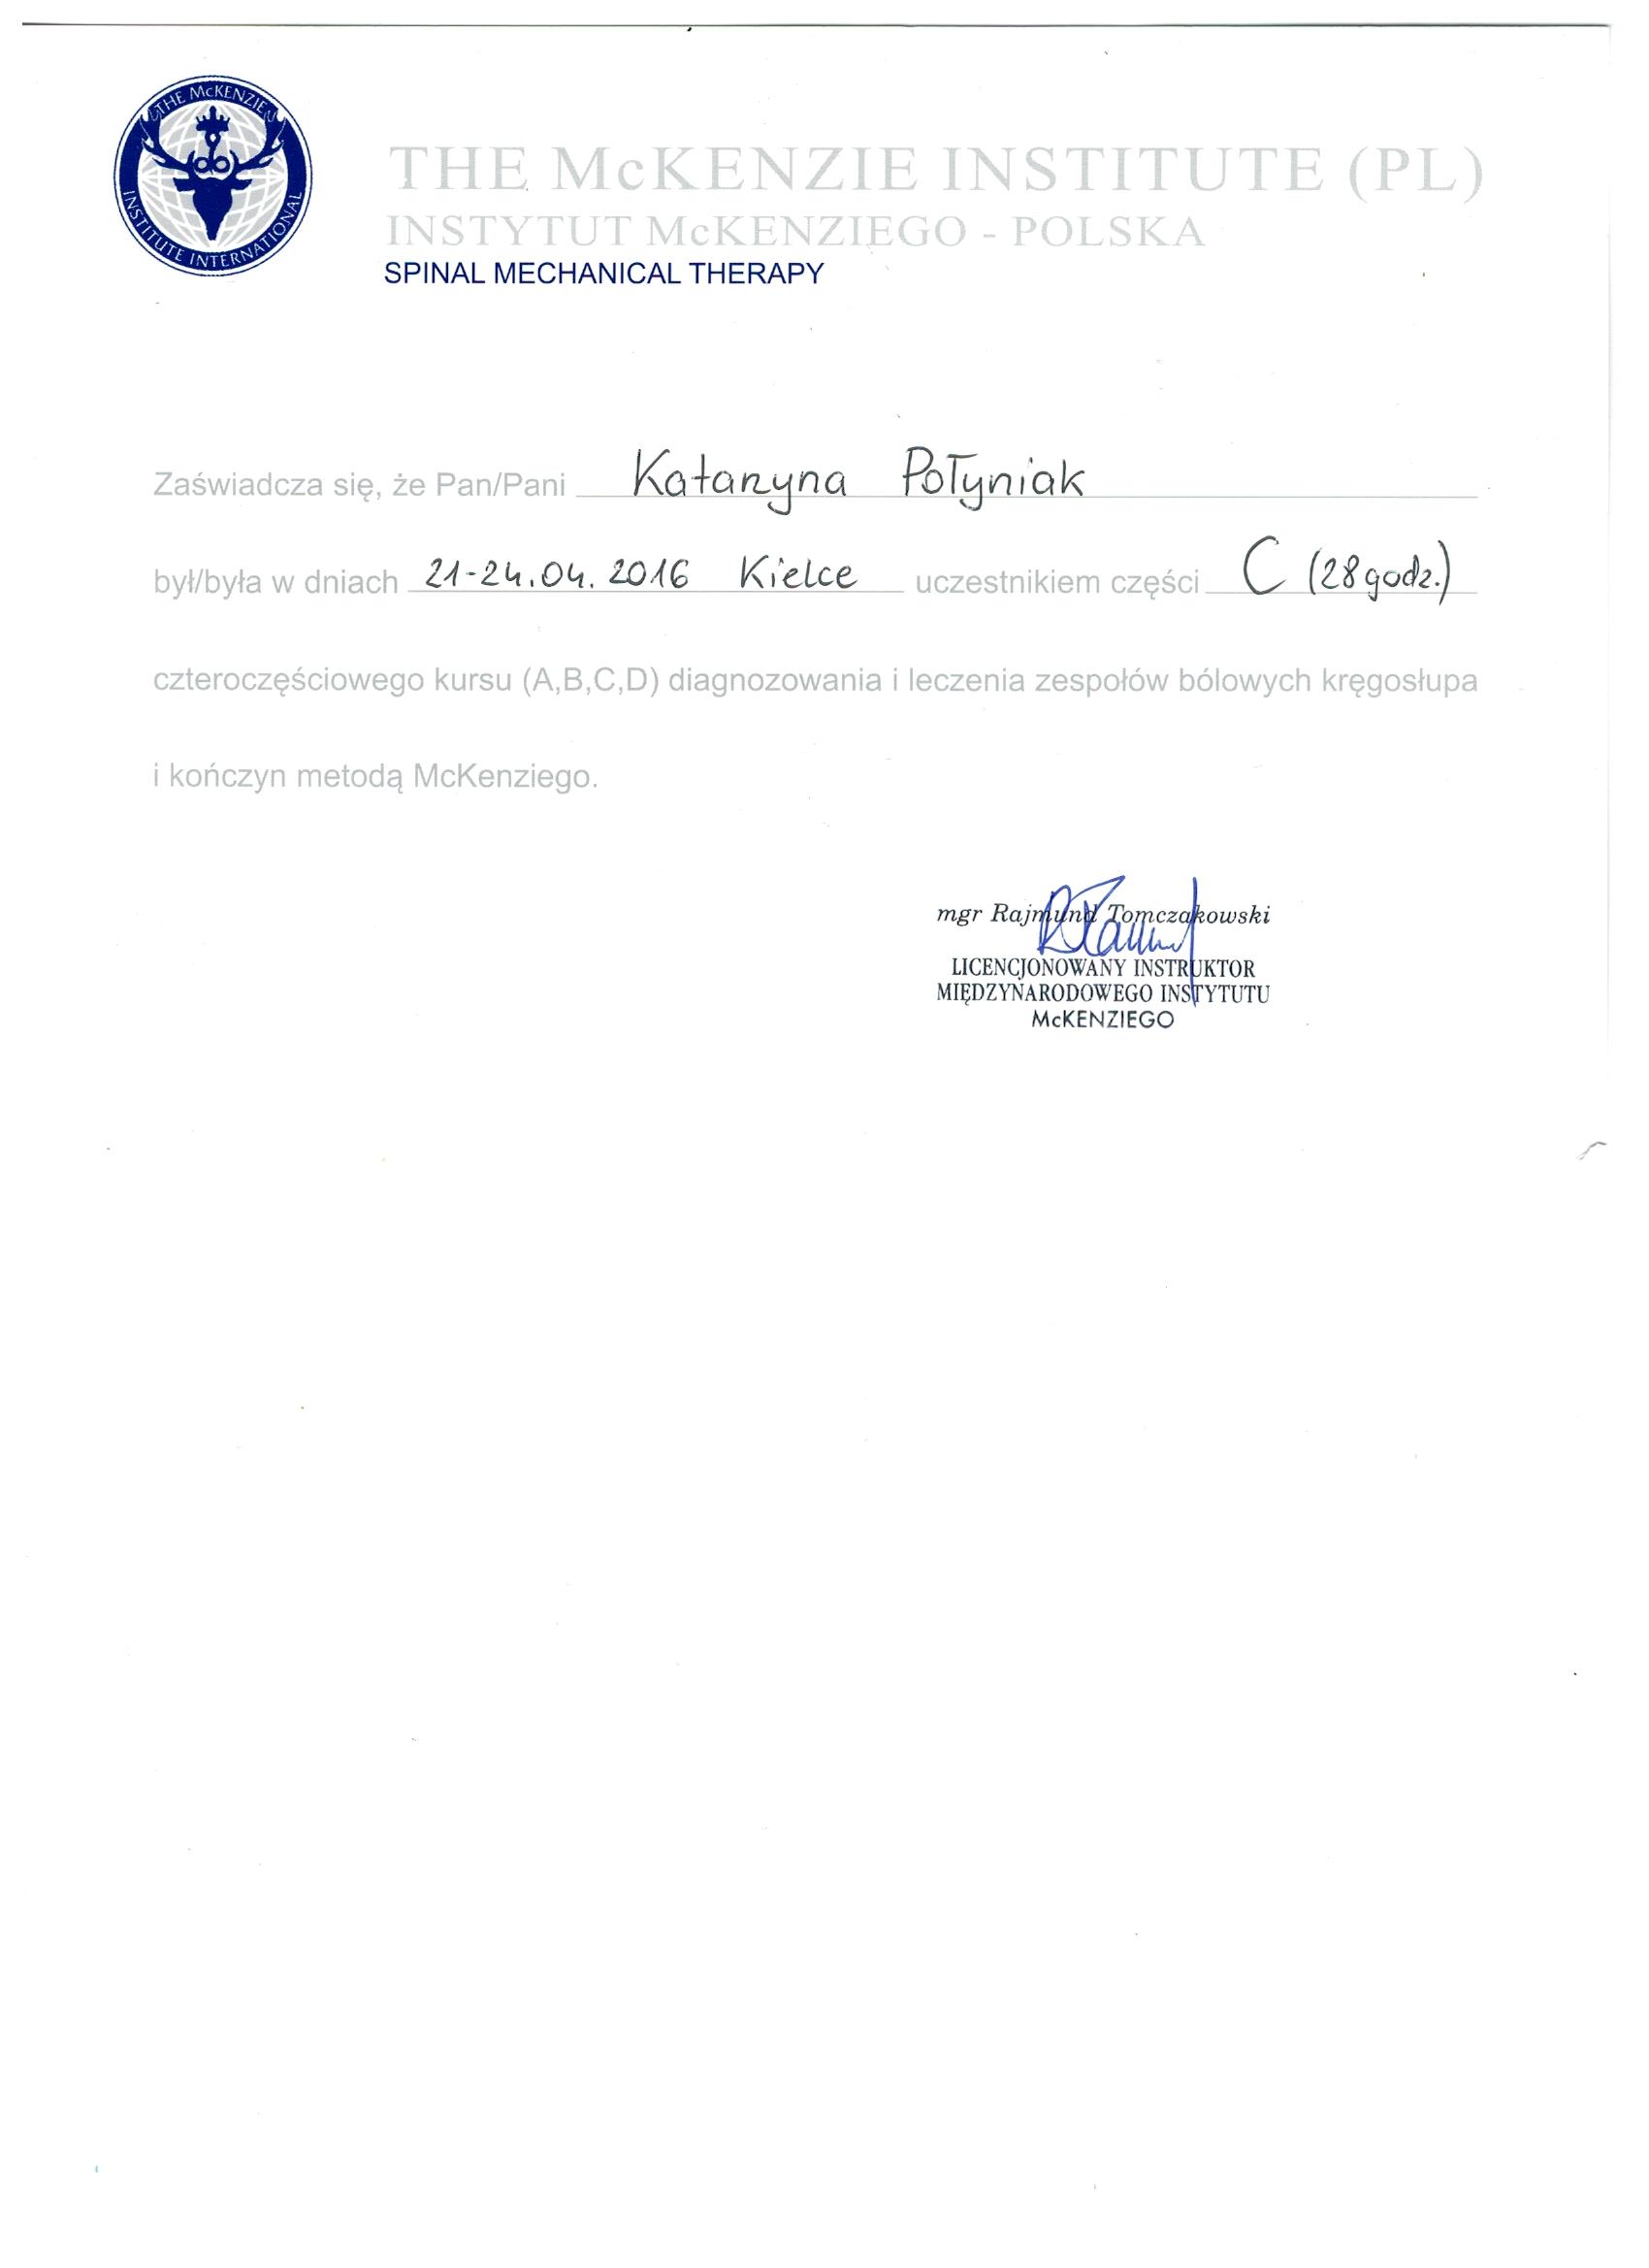 THE McKENZIE
INSTITUTE INTERNATIONAL
THE McKENZIE INSTITUTE (PL)
INSTYTUT McKENZIEGO - POLSKA
SPINAL MECHANICAL THERAPY
Zaświadcza się, że Pan/Pani Katarzyna Połyniak
był/była w dniach 21-24.04.2016 Kielce uczestnikiem części C (28 godz.)
czteroczęściowego kursu (A,B,C,D) diagnozowania i leczenia zespołów bólowych kręgosłupa
i kończyn metodą McKenziego.
mgr Rajmund Tomczakowski
LICENCJONOWANY INSTRUKTOR
MIĘDZYNARODOWEGO INSTYTUTU
McKENZIEGO